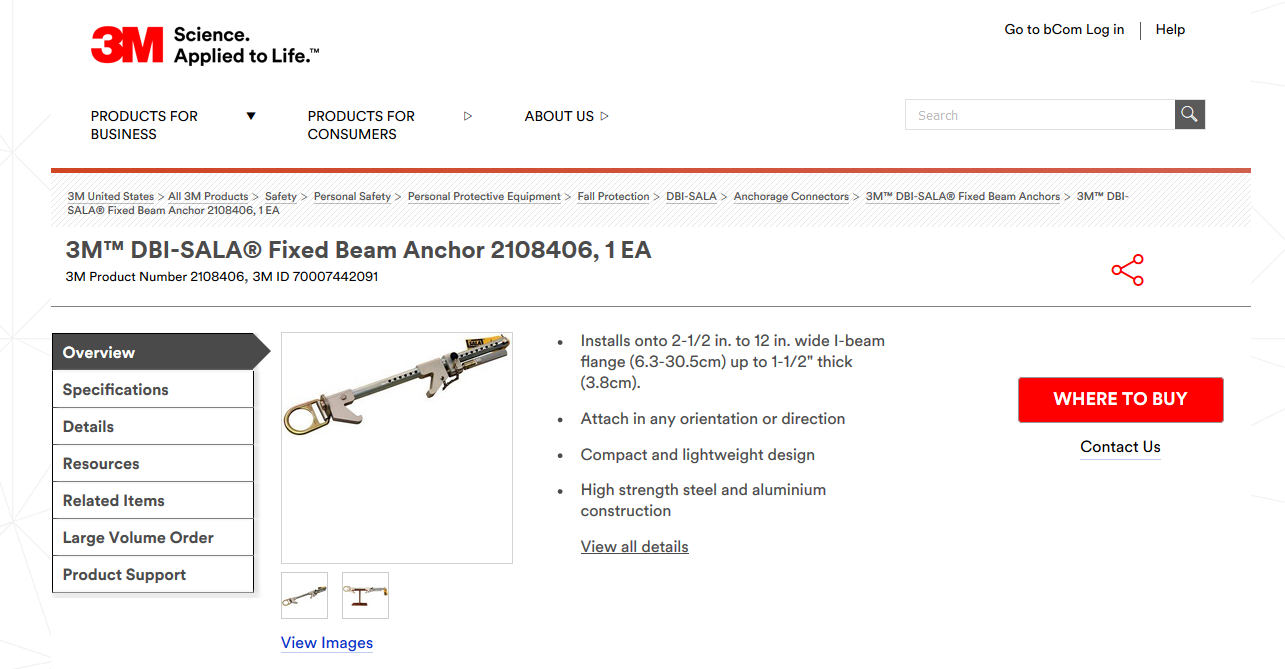 3M Science.
Applied to Life.™
Go to bCom Log in
Help
PRODUCTS FOR
BUSINESS
PRODUCTS FOR
CONSUMERS
ABOUT US
Search
3M United States > All 3M Products > Safety > Personal Safety > Personal Protective Equipment > Fall Protection > DBI-SALA > Anchorage Connectors > 3M™ DBI-SALA® Fixed Beam Anchors > 3M™ DBI-
SALA® Fixed Beam Anchor 2108406, 1 EA
3M™ DBI-SALA® Fixed Beam Anchor 2108406, 1 EA
3M Product Number 2108406, 3M ID 70007442091
Overview
Specifications
Details
Resources
Related Items
Large Volume Order
Product Support
View Images
• Installs onto 2-1/2 in. to 12 in. wide I-beam
flange (6.3-30.5cm) up to 1-1/2" thick
(3.8cm).
• Attach in any orientation or direction
• Compact and lightweight design
• High strength steel and aluminium
construction
View all details
WHERE TO BUY
Contact Us